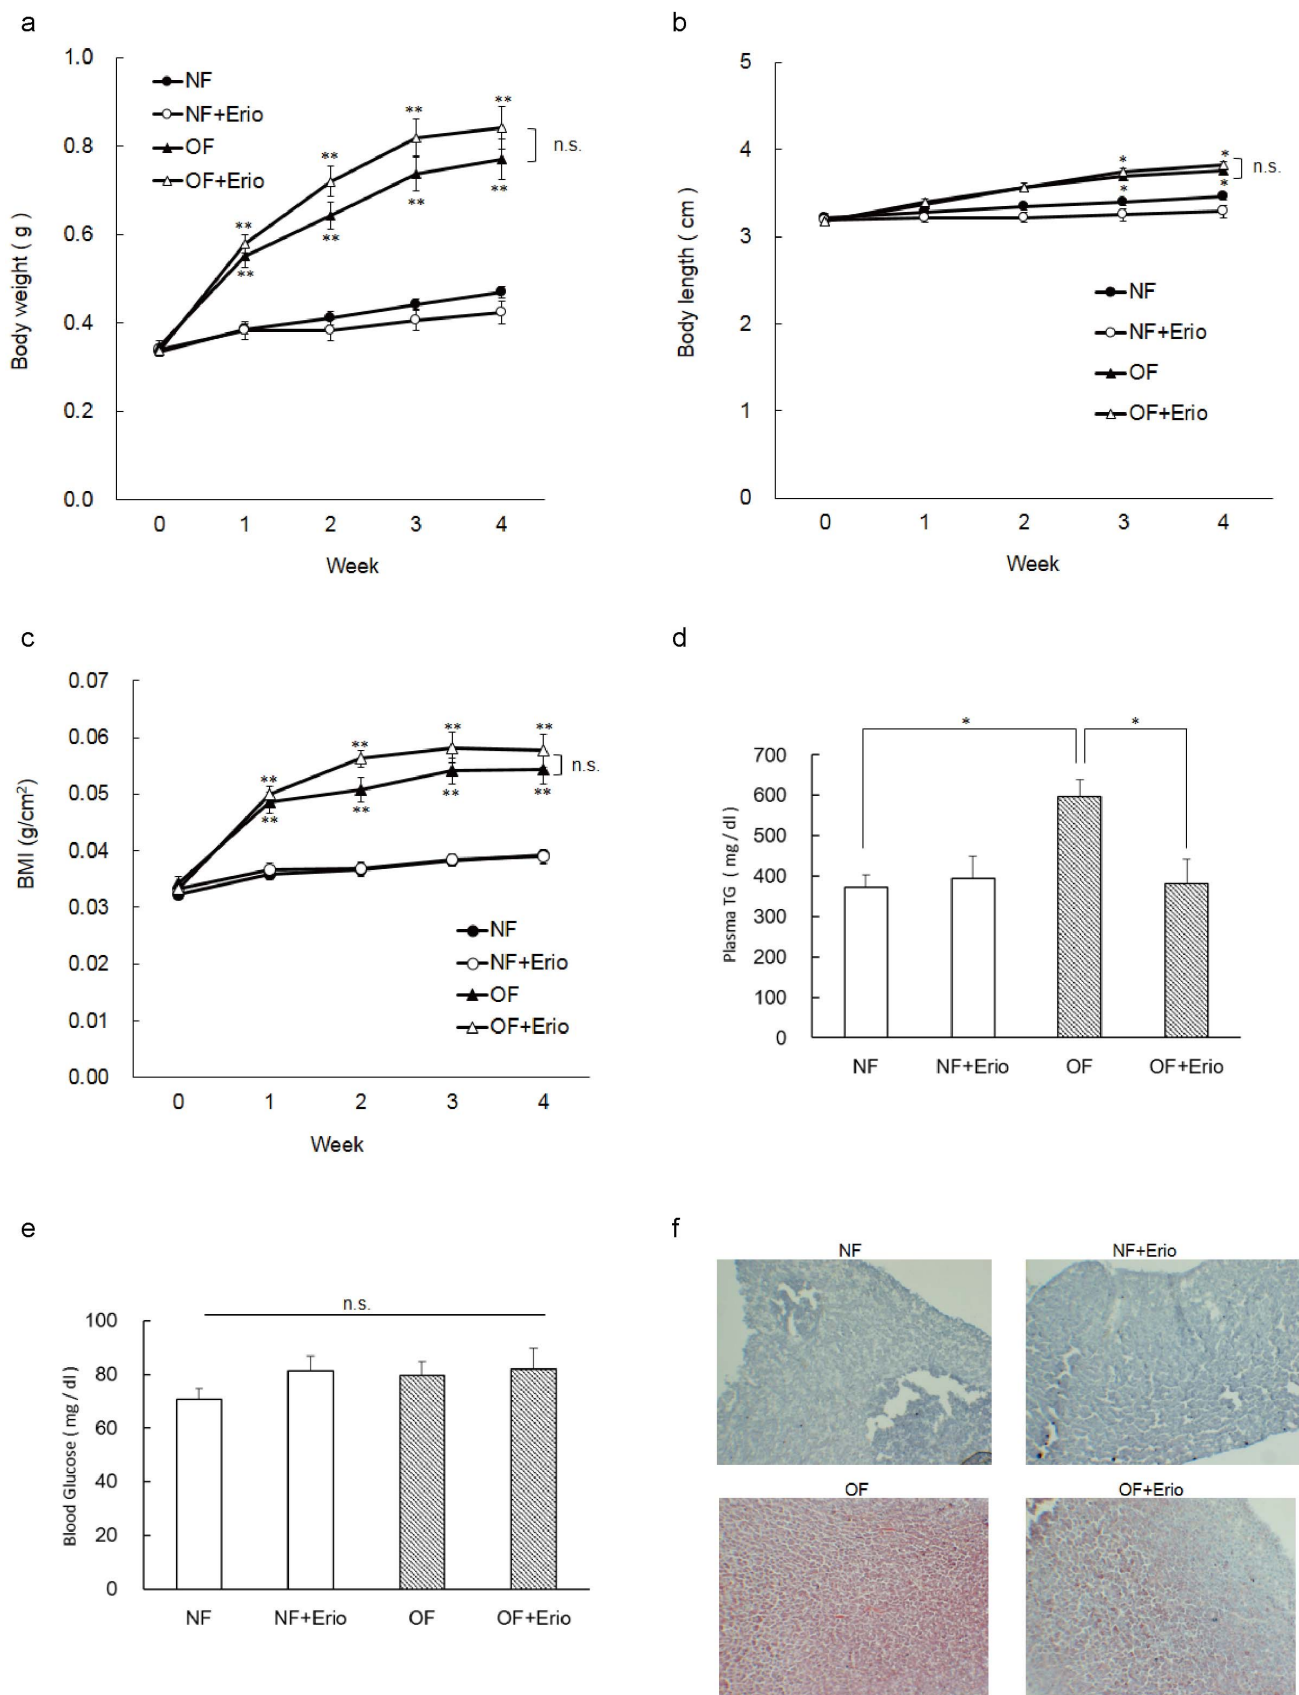 a
1.0
0.8
0.6
0.4
0.2
0.0
Body weight ( g )
NF
NF+Erio
OF
OF+Erio
** ** ** **
** ** ** **
n.s.
0 1 2 3 4
Week
b
5
4
3
2
1
0
Body length ( cm )
* *
* *
n.s.
NF
NF+Erio
OF
OF+Erio
0 1 2 3 4
Week
c
0.07
0.06
0.05
0.04
0.03
0.02
0.01
0.00
BMI (g/cm²)
** ** ** **
** ** ** **
n.s.
NF
NF+Erio
OF
OF+Erio
0 1 2 3 4
Week
d
* *
700
600
500
400
300
200
100
0
Plasma TG ( mg / dl )
NF NF+Erio OF OF+Erio
e
n.s.
100
80
60
40
20
0
Blood Glucose ( mg / dl )
NF NF+Erio OF OF+Erio
f
NF NF+Erio
OF OF+Erio